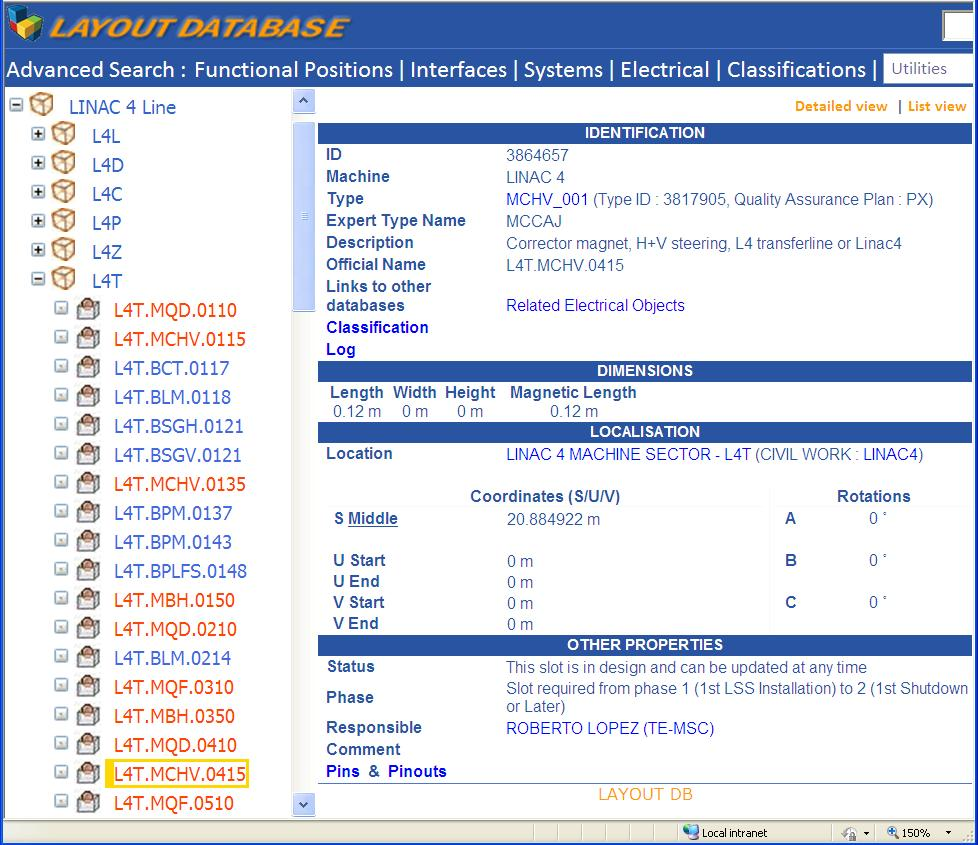 LAYOUT DATABASE
Advanced Search : Functional Positions | Interfaces | Systems | Electrical | Classifications | Utilities
LINAC 4 Line
L4L
L4D
L4C
L4P
L4Z
L4T
L4T.MQD.0110
L4T.MCHV.0115
L4T.BCT.0117
L4T.BLM.0118
L4T.BSGH.0121
L4T.BSGV.0121
L4T.MCHV.0135
L4T.BPM.0137
L4T.BPM.0143
L4T.BPLFS.0148
L4T.MBH.0150
L4T.MQD.0210
L4T.BLM.0214
L4T.MQF.0310
L4T.MBH.0350
L4T.MQD.0410
L4T.MCHV.0415
L4T.MQF.0510
Detailed view | List view
IDENTIFICATION
ID 3864657
Machine LINAC 4
Type MCHV_001 (Type ID : 3817905, Quality Assurance Plan : PX)
Expert Type Name MCCAJ
Description Corrector magnet, H+V steering, L4 transferline or Linac4
Official Name L4T.MCHV.0415
Links to other
databases Related Electrical Objects
Classification
Log
DIMENSIONS
Length Width Height Magnetic Length
0.12 m 0 m 0 m 0.12 m
LOCALISATION
Location LINAC 4 MACHINE SECTOR - L4T (CIVIL WORK : LINAC4)
Coordinates (S/U/V) Rotations
S Middle 20.884922 m A 0 °
U Start 0 m B 0 °
U End 0 m
V Start 0 m C 0 °
V End 0 m
OTHER PROPERTIES
Status This slot is in design and can be updated at any time
Phase Slot required from phase 1 (1st LSS Installation) to 2 (1st Shutdown
or Later)
Responsible ROBERTO LOPEZ (TE-MSC)
Comment
Pins & Pinouts
LAYOUT DB
Local intranet 150%